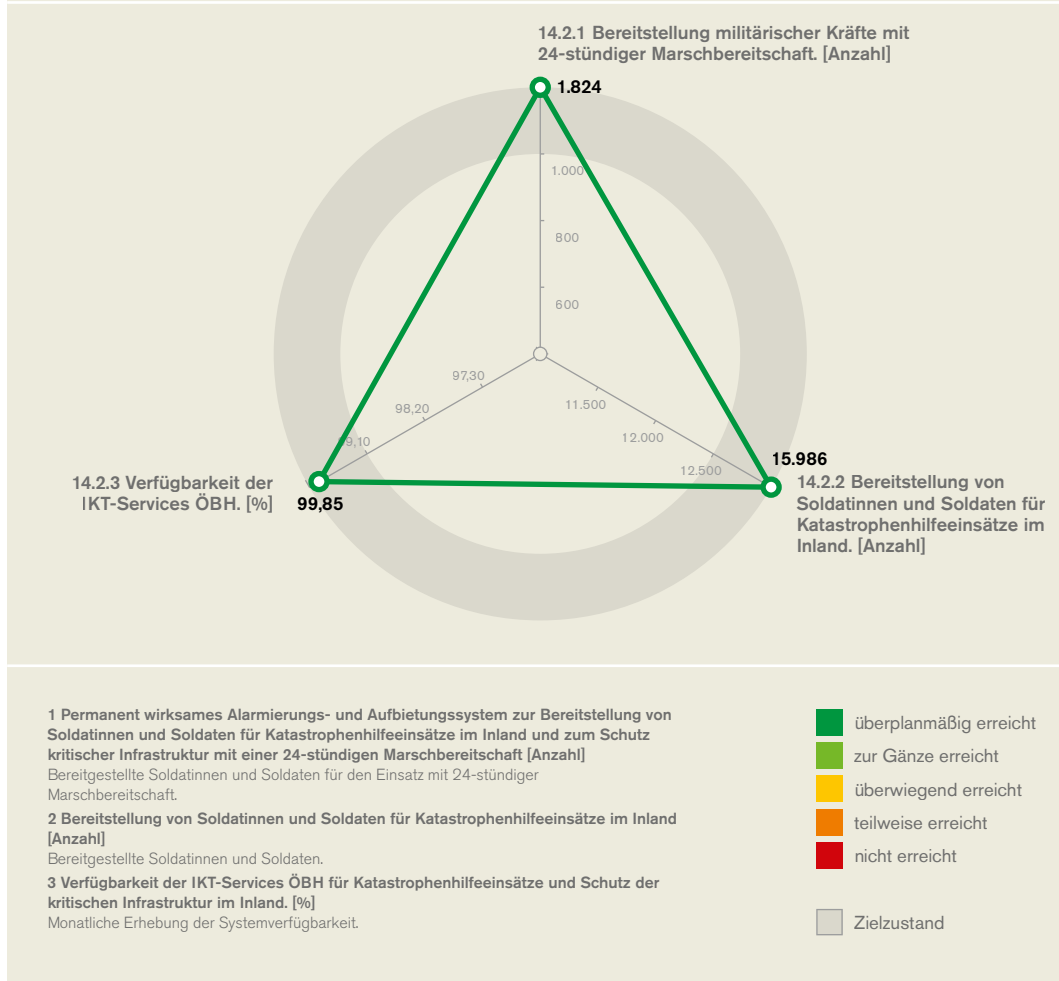 14.2.1 Bereitstellung militärischer Kräfte mit
24-stündiger Marschbereitschaft. [Anzahl]
1.824
1.000
800
600
97,30
98,20
99,10
11.500
12.000
12.500
15.986
14.2.2 Bereitstellung von
Soldatinnen und Soldaten für
Katastrophenhilfeeinsätze im
Inland. [Anzahl]
14.2.3 Verfügbarkeit der
IKT-Services ÖBH. [%]
99,85
1 Permanent wirksames Alarmierungs- und Aufbietungssystem zur Bereitstellung von
Soldatinnen und Soldaten für Katastrophenhilfeeinsätze im Inland und zum Schutz
kritischer Infrastruktur mit einer 24-stündigen Marschbereitschaft [Anzahl]
Bereitgestellte Soldatinnen und Soldaten für den Einsatz mit 24-stündiger
Marschbereitschaft.
2 Bereitstellung von Soldatinnen und Soldaten für Katastrophenhilfeeinsätze im Inland
[Anzahl]
Bereitgestellte Soldatinnen und Soldaten.
3 Verfügbarkeit der IKT-Services ÖBH für Katastrophenhilfeeinsätze und Schutz der
kritischen Infrastruktur im Inland. [%]
Monatliche Erhebung der Systemverfügbarkeit.
überplanmäßig erreicht
zur Gänze erreicht
überwiegend erreicht
teilweise erreicht
nicht erreicht
Zielzustand